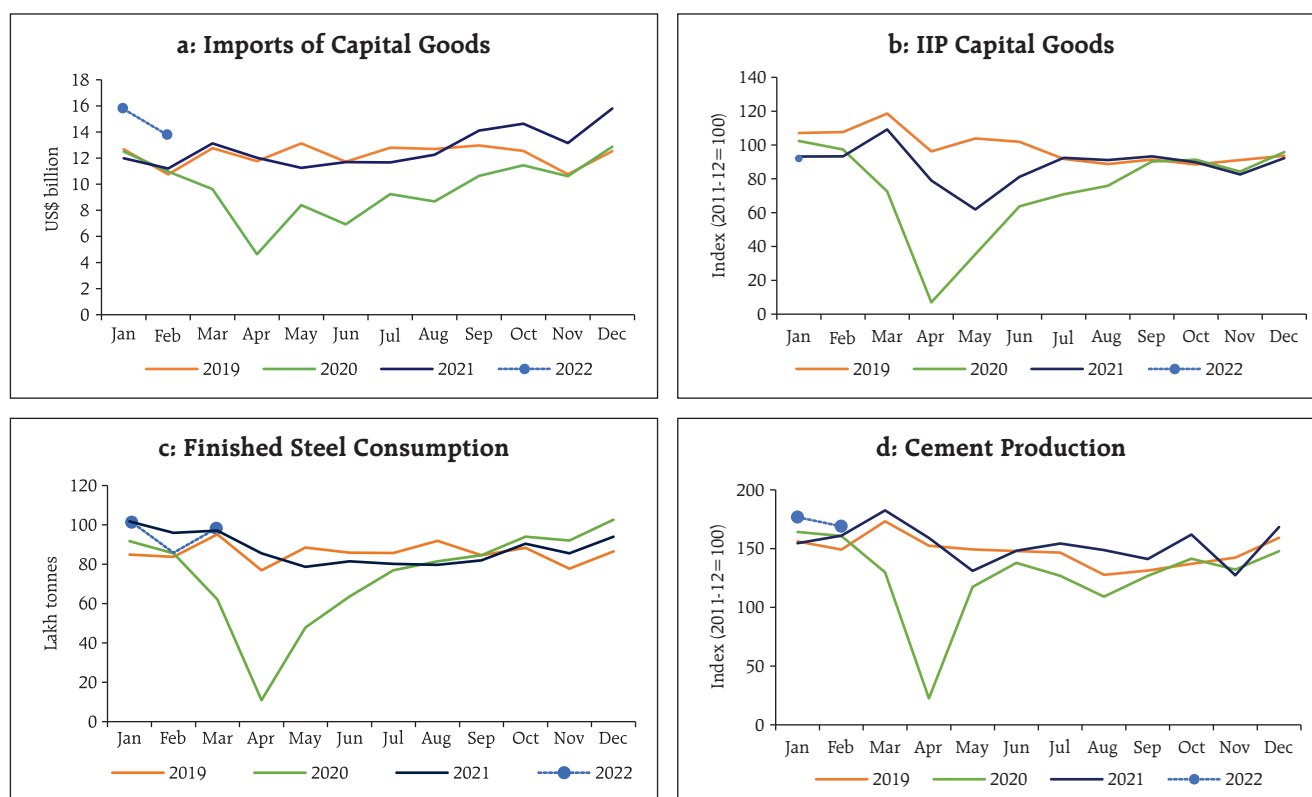 a: Imports of Capital Goods
US$ billion
18
16
14
12
10
8
6
4
2
0
Jan Feb Mar Apr May Jun Jul Aug Sep Oct Nov Dec
2019 2020 2021 2022
b: IIP Capital Goods
Index (2011-12=100)
140
120
100
80
60
40
20
0
Jan Feb Mar Apr May Jun Jul Aug Sep Oct Nov Dec
2019 2020 2021 2022
c: Finished Steel Consumption
Lakh tonnes
120
100
80
60
40
20
0
Jan Feb Mar Apr May Jun Jul Aug Sep Oct Nov Dec
2019 2020 2021 2022
d: Cement Production
Index (2011-12=100)
200
150
100
50
0
Jan Feb Mar Apr May Jun Jul Aug Sep Oct Nov Dec
2019 2020 2021 2022